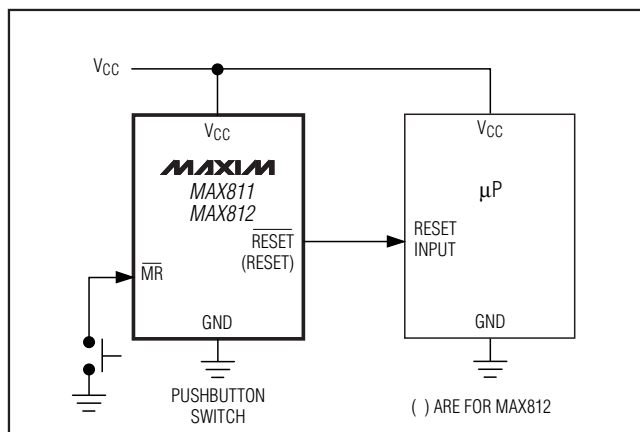 VCC
VCC
MAXIM
MAX811
MAX812
RESET
(RESET)
MR
GND
PUSHBUTTON
SWITCH
VCC
µP
RESET
INPUT
GND
( ) ARE FOR MAX812